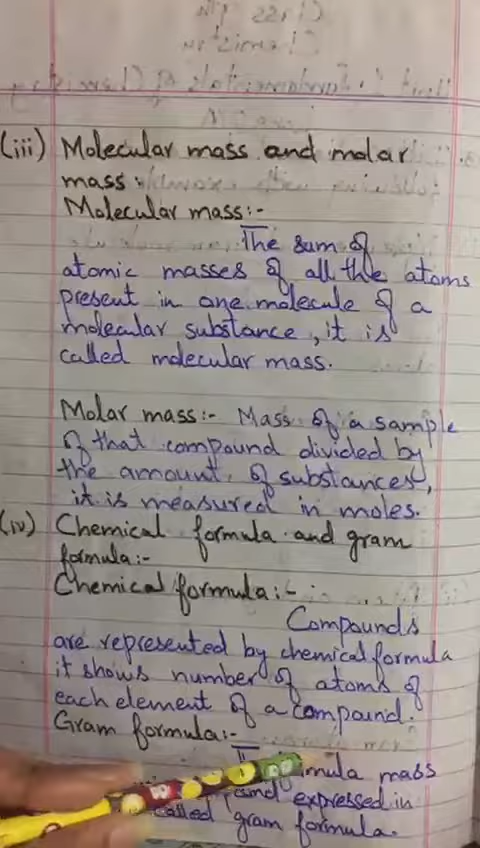 (iii) Molecular mass and molar
mass:
Molecular mass:-
The sum of
atomic masses of all the atoms
present in one molecule of a
molecular substance, it is
called molecular mass.
Molar mass:- Mass of a sample
of that compound divided by
the amount of substances,
it is measured in moles.
(iv) Chemical formula and gram
formula:-
Chemical formula:-
Compounds
are represented by chemical formula
it shows number of atoms of
each element of a compound.
Gram formula:-
mass
and expressed in
called gram formula.